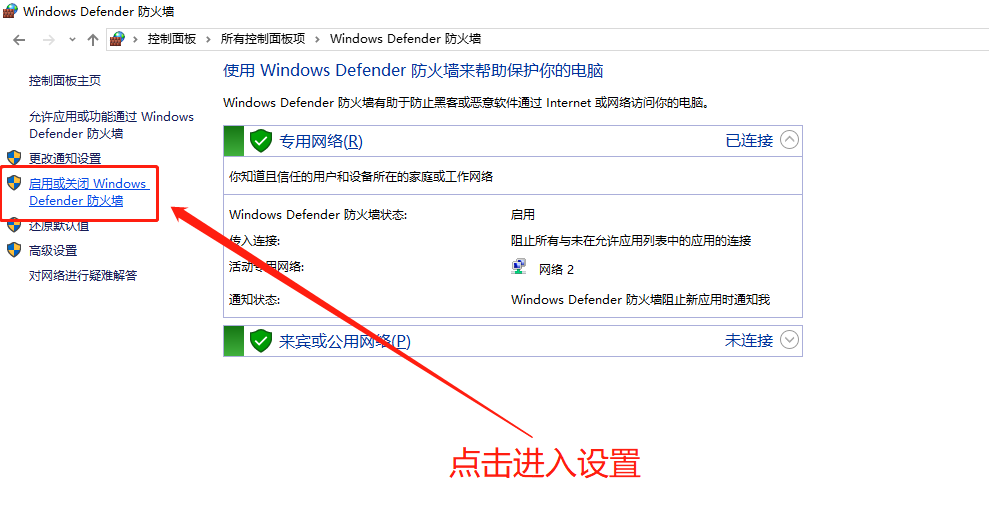 Windows Defender 防火墙
控制面板 > 所有控制面板项 > Windows Defender 防火墙
控制面板主页
允许应用或功能通过 Windows
Defender 防火墙
更改通知设置
启用或关闭 Windows
Defender 防火墙
还原默认值
高级设置
对网络进行疑难解答
使用 Windows Defender 防火墙来帮助保护你的电脑
Windows Defender 防火墙有助于防止黑客或恶意软件通过 Internet 或网络访问你的电脑。
专用网络(R) 已连接
你知道且信任的用户和设备所在的家庭或工作网络
Windows Defender 防火墙状态: 启用
传入连接: 阻止所有与未在允许应用列表中的应用的连接
活动专用网络: 网络 2
通知状态: Windows Defender 防火墙阻止新应用时通知我
来宾或公用网络(P) 未连接
点击进入设置